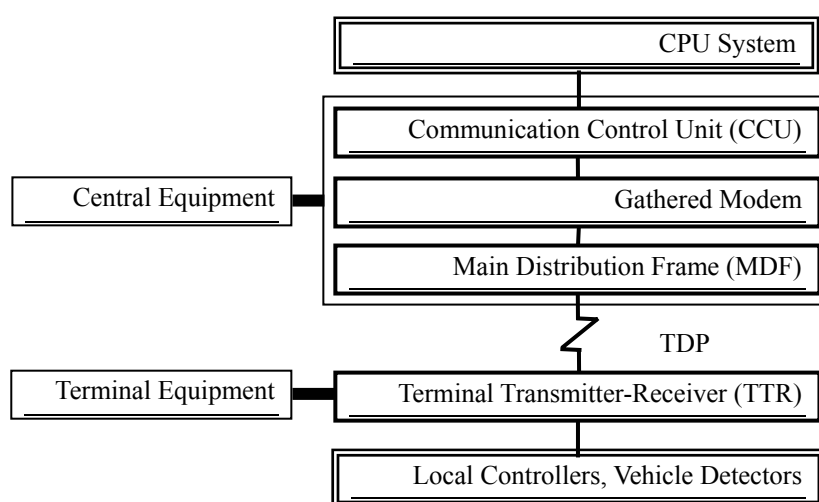 CPU System
Communication Control Unit (CCU)
Central Equipment
Gathered Modem
Main Distribution Frame (MDF)
TDP
Terminal Equipment
Terminal Transmitter-Receiver (TTR)
Local Controllers, Vehicle Detectors